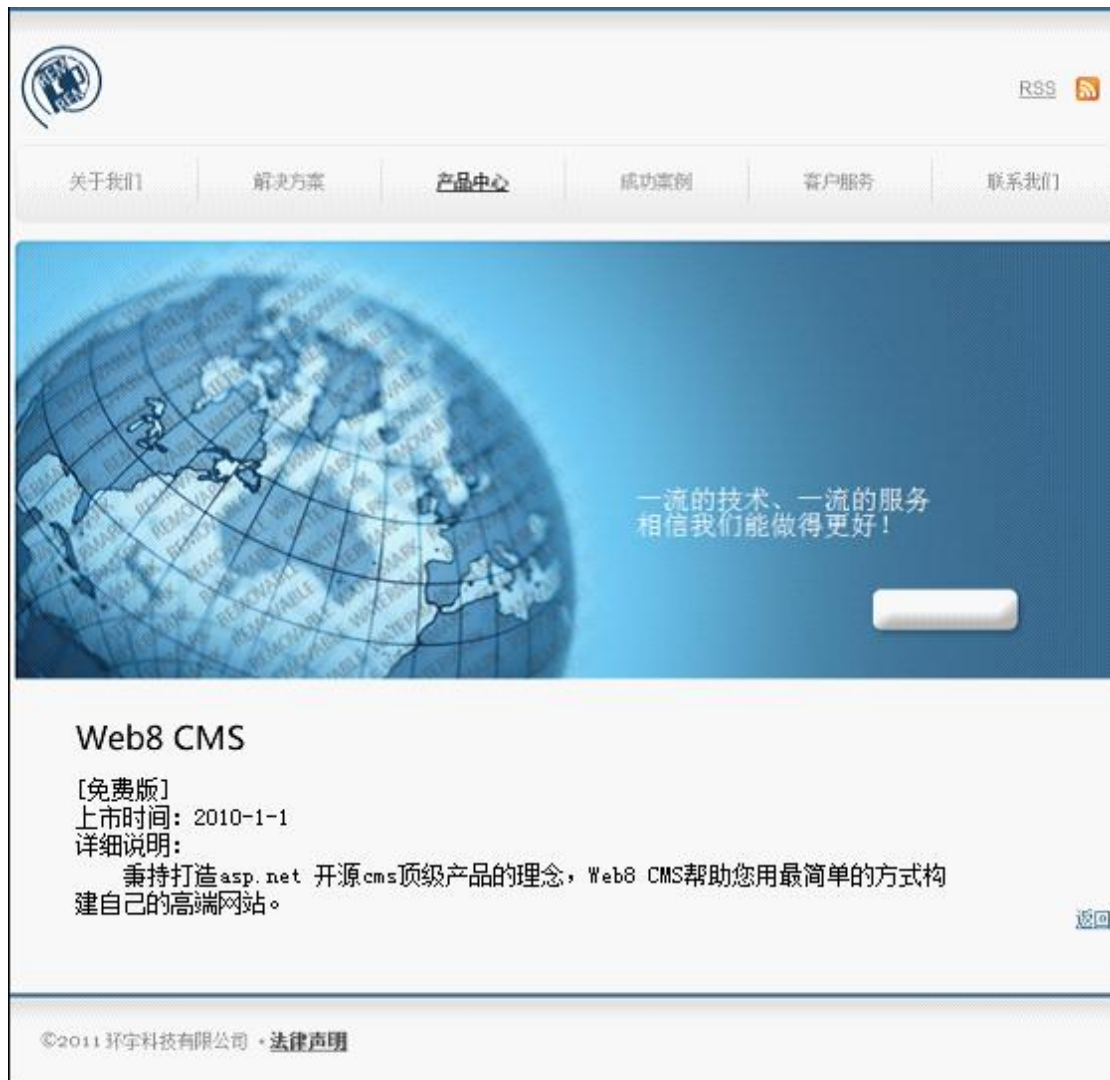 RSS
关于我们 解决方案 产品中心 成功案例 客户服务 联系我们
一流的技术、一流的服务
相信我们能做得更好!
Web8 CMS
[免费版]
上市时间:2010-1-1
详细说明:
秉持打造asp.net 开源cms顶级产品的理念,Web8 CMS帮助您用最简单的方式构
建自己的高端网站。
返回
©2011 环宇科技有限公司 • 法律声明